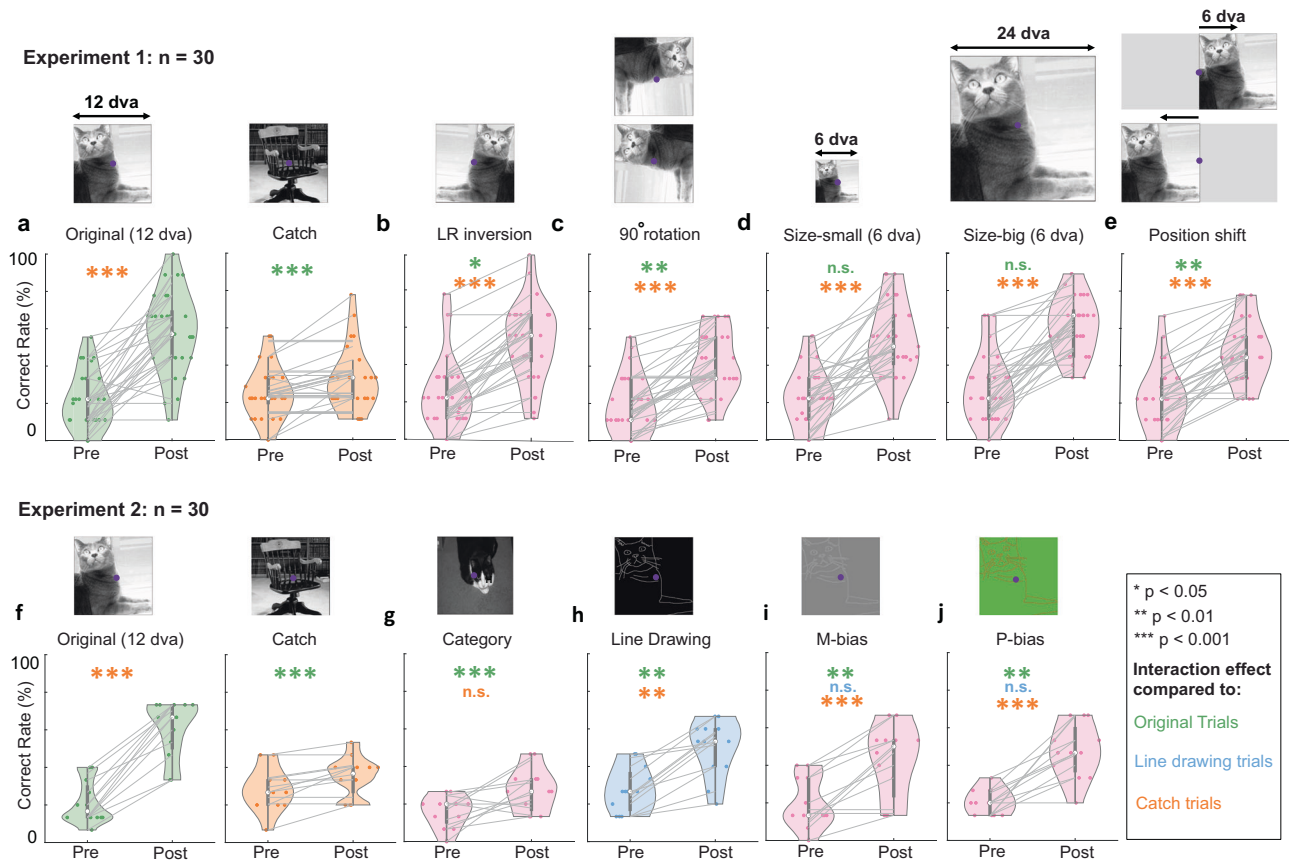 Experiment 1: n = 30
12 dva
6 dva
24 dva
6 dva
a
b
c
d
e
Original (12 dva)
Catch
LR inversion
90°rotation
Size-small (6 dva)
Size-big (6 dva)
Position shift
***
***
*
***
**
***
n.s.
***
n.s.
***
**
***
100
Correct Rate (%)
0
Pre Post
Pre Post
Pre Post
Pre Post
Pre Post
Pre Post
Pre Post
Experiment 2: n = 30
f
g
h
i
j
Original (12 dva)
Catch
Category
Line Drawing
M-bias
P-bias
***
***
***
n.s.
**
**
**
n.s.
***
**
n.s.
***
100
Correct Rate (%)
0
Pre Post
Pre Post
Pre Post
Pre Post
Pre Post
Pre Post
* p < 0.05
** p < 0.01
*** p < 0.001
Interaction effect
compared to:
Original Trials
Line drawing trials
Catch trials